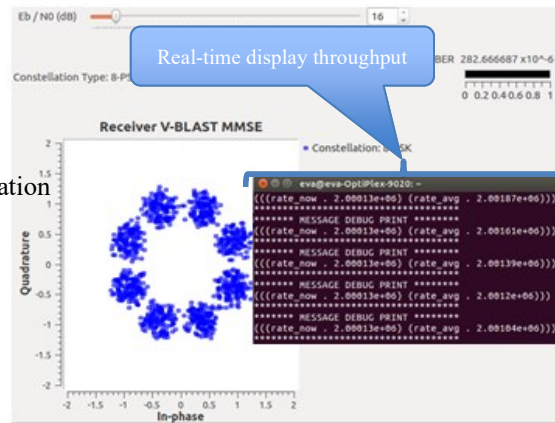 Eb / N0 (dB)
16
Real-time display throughput
BER 282.666687 x10^-6
Constellation Type: 8-PS
0 0.2 0.4 0.6 0.8 1
Receiver V-BLAST MMSE
Constellation: 8-PSK
ation
eva@eva-OptiPlex-9020: ~
(((rate_now . 2.00013e+06) (rate_avg . 2.00187e+06)))
************************************
******* MESSAGE DEBUG PRINT ********
(((rate_now . 2.00013e+06) (rate_avg . 2.00161e+06)))
************************************
******* MESSAGE DEBUG PRINT ********
(((rate_now . 2.00013e+06) (rate_avg . 2.00139e+06)))
************************************
******* MESSAGE DEBUG PRINT ********
(((rate_now . 2.00013e+06) (rate_avg . 2.0012e+06)))
************************************
******* MESSAGE DEBUG PRINT ********
(((rate_now . 2.00013e+06) (rate_avg . 2.00104e+06)))
************************************
Quadrature
2
1.5
1
0.5
0
-0.5
-1
-1.5
-2
-2 -1.5 -1 -0.5 0 0.5 1 1.5 2
In-phase